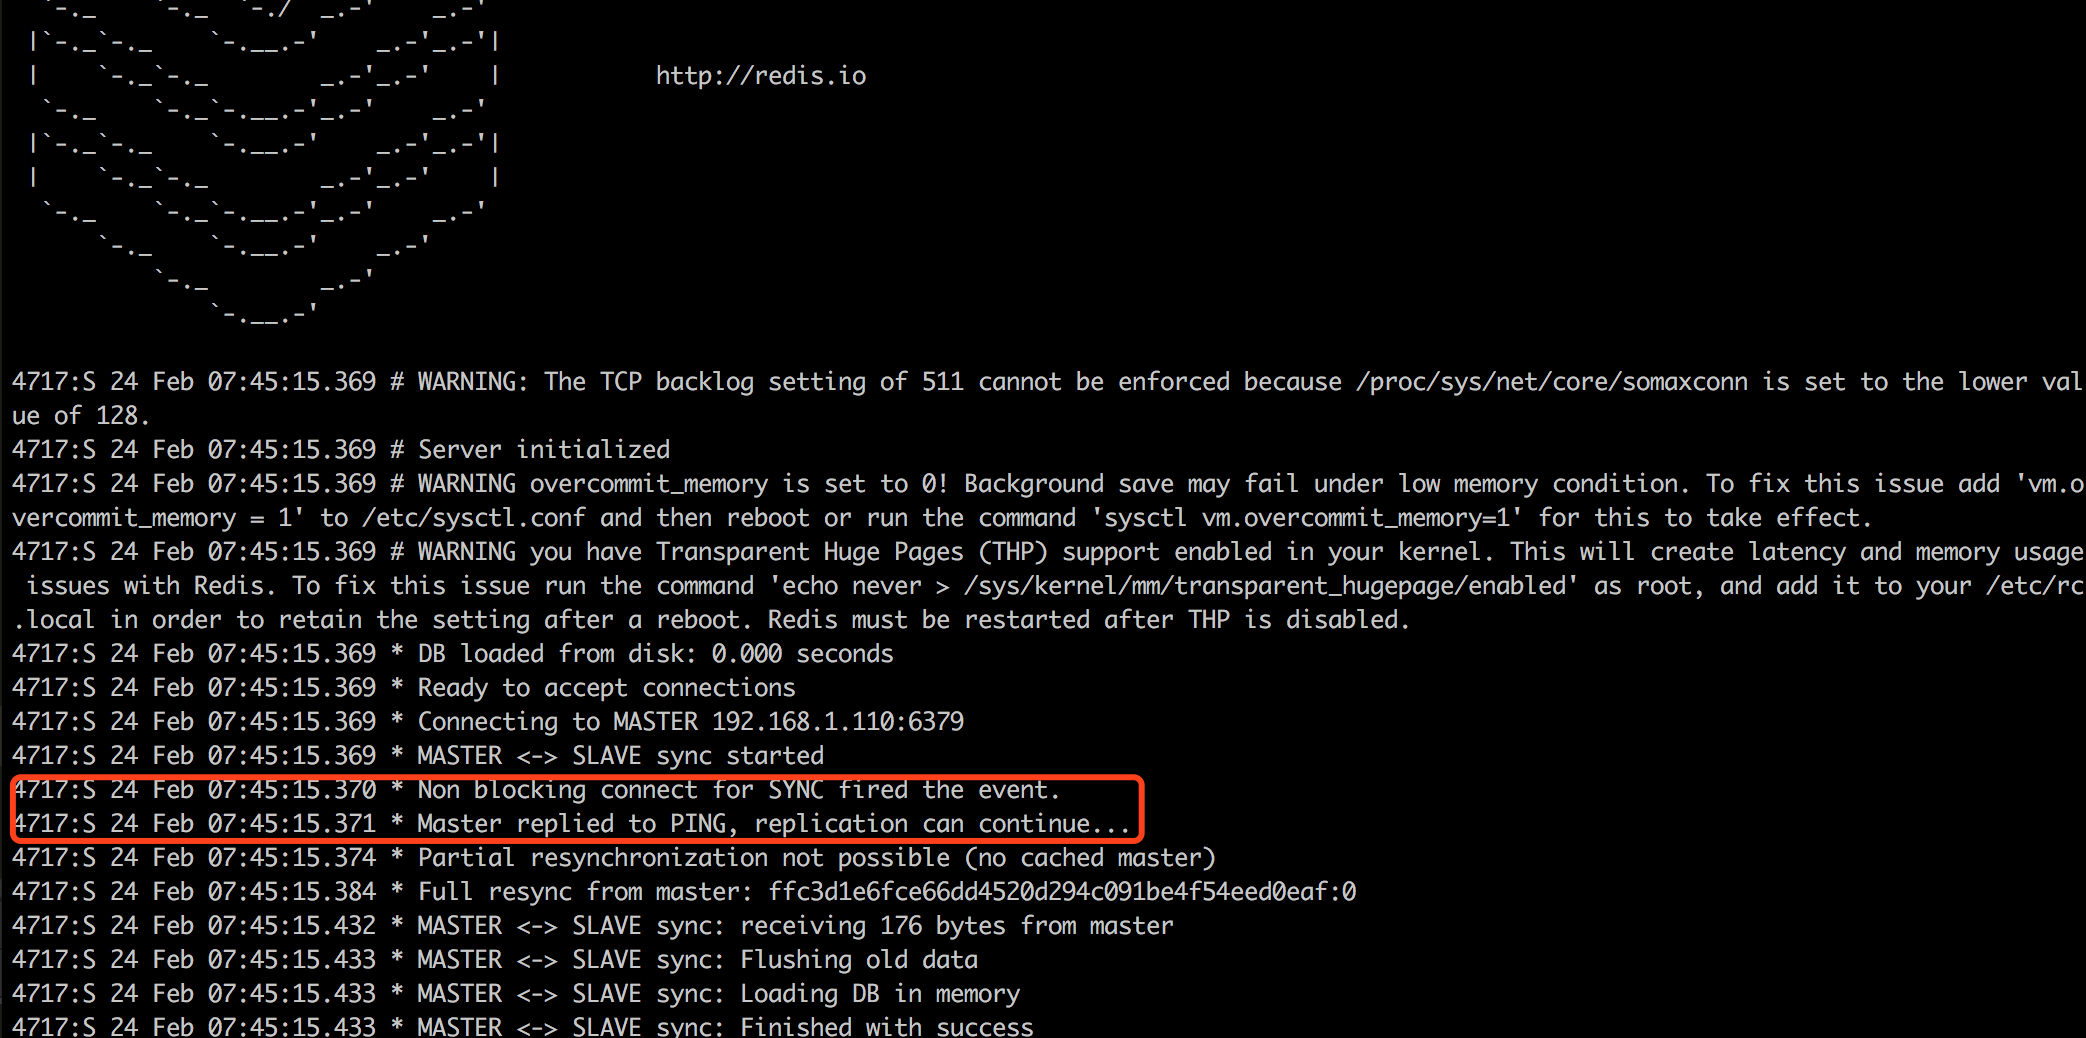 http://redis.io
4717:S 24 Feb 07:45:15.369 # WARNING: The TCP backlog setting of 511 cannot be enforced because /proc/sys/net/core/somaxconn is set to the lower val
ue of 128.
4717:S 24 Feb 07:45:15.369 # Server initialized
4717:S 24 Feb 07:45:15.369 # WARNING overcommit_memory is set to 0! Background save may fail under low memory condition. To fix this issue add 'vm.o
vercommit_memory = 1' to /etc/sysctl.conf and then reboot or run the command 'sysctl vm.overcommit_memory=1' for this to take effect.
4717:S 24 Feb 07:45:15.369 # WARNING you have Transparent Huge Pages (THP) support enabled in your kernel. This will create latency and memory usage
 issues with Redis. To fix this issue run the command 'echo never > /sys/kernel/mm/transparent_hugepage/enabled' as root, and add it to your /etc/rc
.local in order to retain the setting after a reboot. Redis must be restarted after THP is disabled.
4717:S 24 Feb 07:45:15.369 * DB loaded from disk: 0.000 seconds
4717:S 24 Feb 07:45:15.369 * Ready to accept connections
4717:S 24 Feb 07:45:15.369 * Connecting to MASTER 192.168.1.110:6379
4717:S 24 Feb 07:45:15.369 * MASTER <-> SLAVE sync started
4717:S 24 Feb 07:45:15.370 * Non blocking connect for SYNC fired the event.
4717:S 24 Feb 07:45:15.371 * Master replied to PING, replication can continue...
4717:S 24 Feb 07:45:15.374 * Partial resynchronization not possible (no cached master)
4717:S 24 Feb 07:45:15.384 * Full resync from master: ffc3d1e6fce66dd4520d294c091be4f54eed0eaf:0
4717:S 24 Feb 07:45:15.432 * MASTER <-> SLAVE sync: receiving 176 bytes from master
4717:S 24 Feb 07:45:15.433 * MASTER <-> SLAVE sync: Flushing old data
4717:S 24 Feb 07:45:15.433 * MASTER <-> SLAVE sync: Loading DB in memory
4717:S 24 Feb 07:45:15.433 * MASTER <-> SLAVE sync: Finished with success